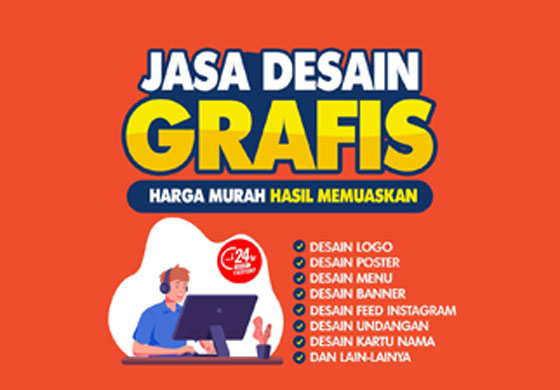 JASA DESAIN
GRAFIS
HARGA MURAH HASIL MEMUASKAN
24
DESAIN LOGO
DESAIN POSTER
DESAIN MENU
DESAIN BANNER
DESAIN FEED INSTAGRAM
DESAIN UNDANGAN
DESAIN KARTU NAMA
DAN LAIN-LAINYA